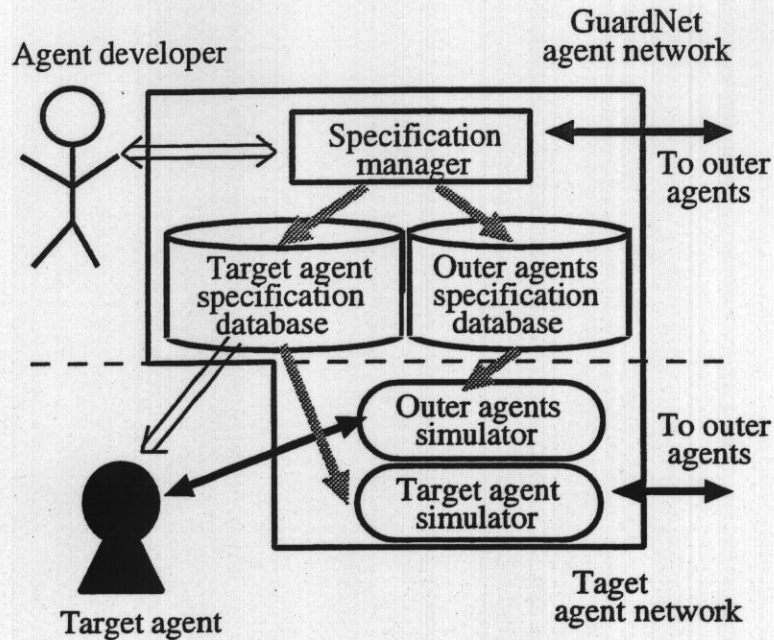 GuardNet
agent network
Agent developer
Specification
manager
To outer
agents
Target agent
specification
database
Outer agents
specification
database
Outer agents
simulator
To outer
agents
Target agent
simulator
Target agent
Taget
agent network